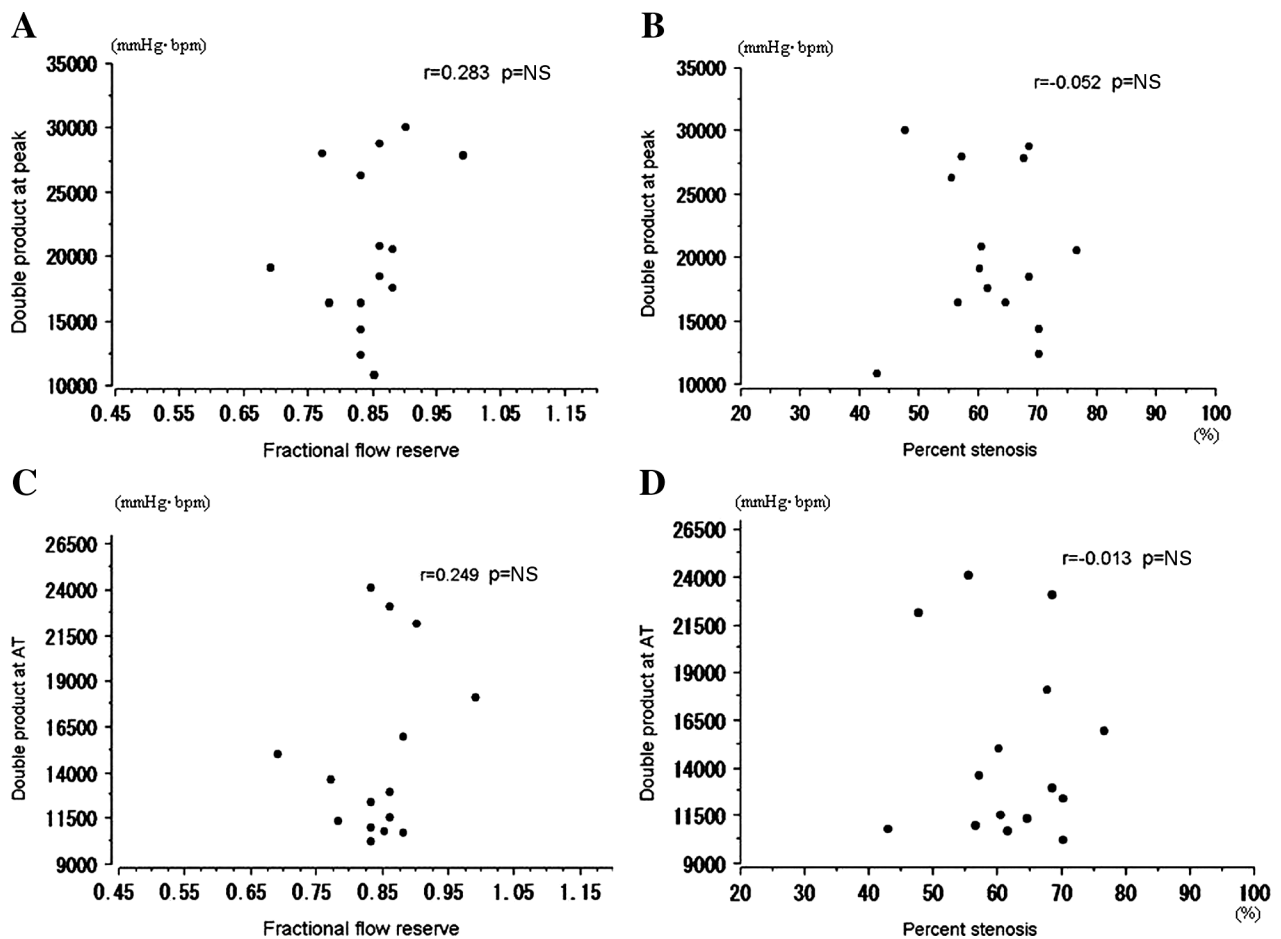 A
(mmHg・bpm)
r=0.283 p=NS
Double product at peak
35000
30000
25000
20000
15000
10000
0.45 0.55 0.65 0.75 0.85 0.95 1.05 1.15
Fractional flow reserve
B
(mmHg・bpm)
r=-0.052 p=NS
Double product at peak
35000
30000
25000
20000
15000
10000
20 30 40 50 60 70 80 90 100
(%)
Percent stenosis
C
(mmHg・bpm)
r=0.249 p=NS
Double product at AT
26500
24000
21500
19000
16500
14000
11500
9000
0.45 0.55 0.65 0.75 0.85 0.95 1.05 1.15
Fractional flow reserve
D
(mmHg・bpm)
r=-0.013 p=NS
Double product at AT
26500
24000
21500
19000
16500
14000
11500
9000
20 30 40 50 60 70 80 90 100
(%)
Percent stenosis